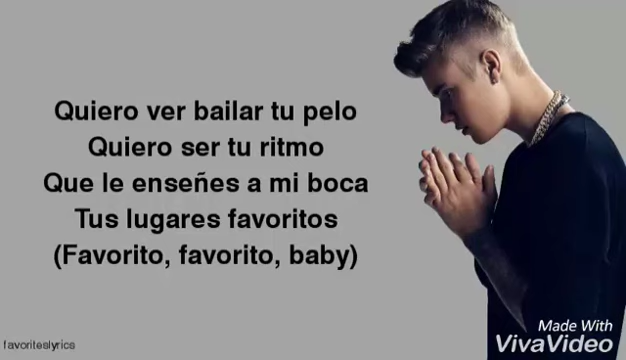 Quiero ver bailar tu pelo
Quiero ser tu ritmo
Que le enseñes a mi boca
Tus lugares favoritos
(Favorito, favorito, baby)
favoriteslyrics
Made With
VivaVideo